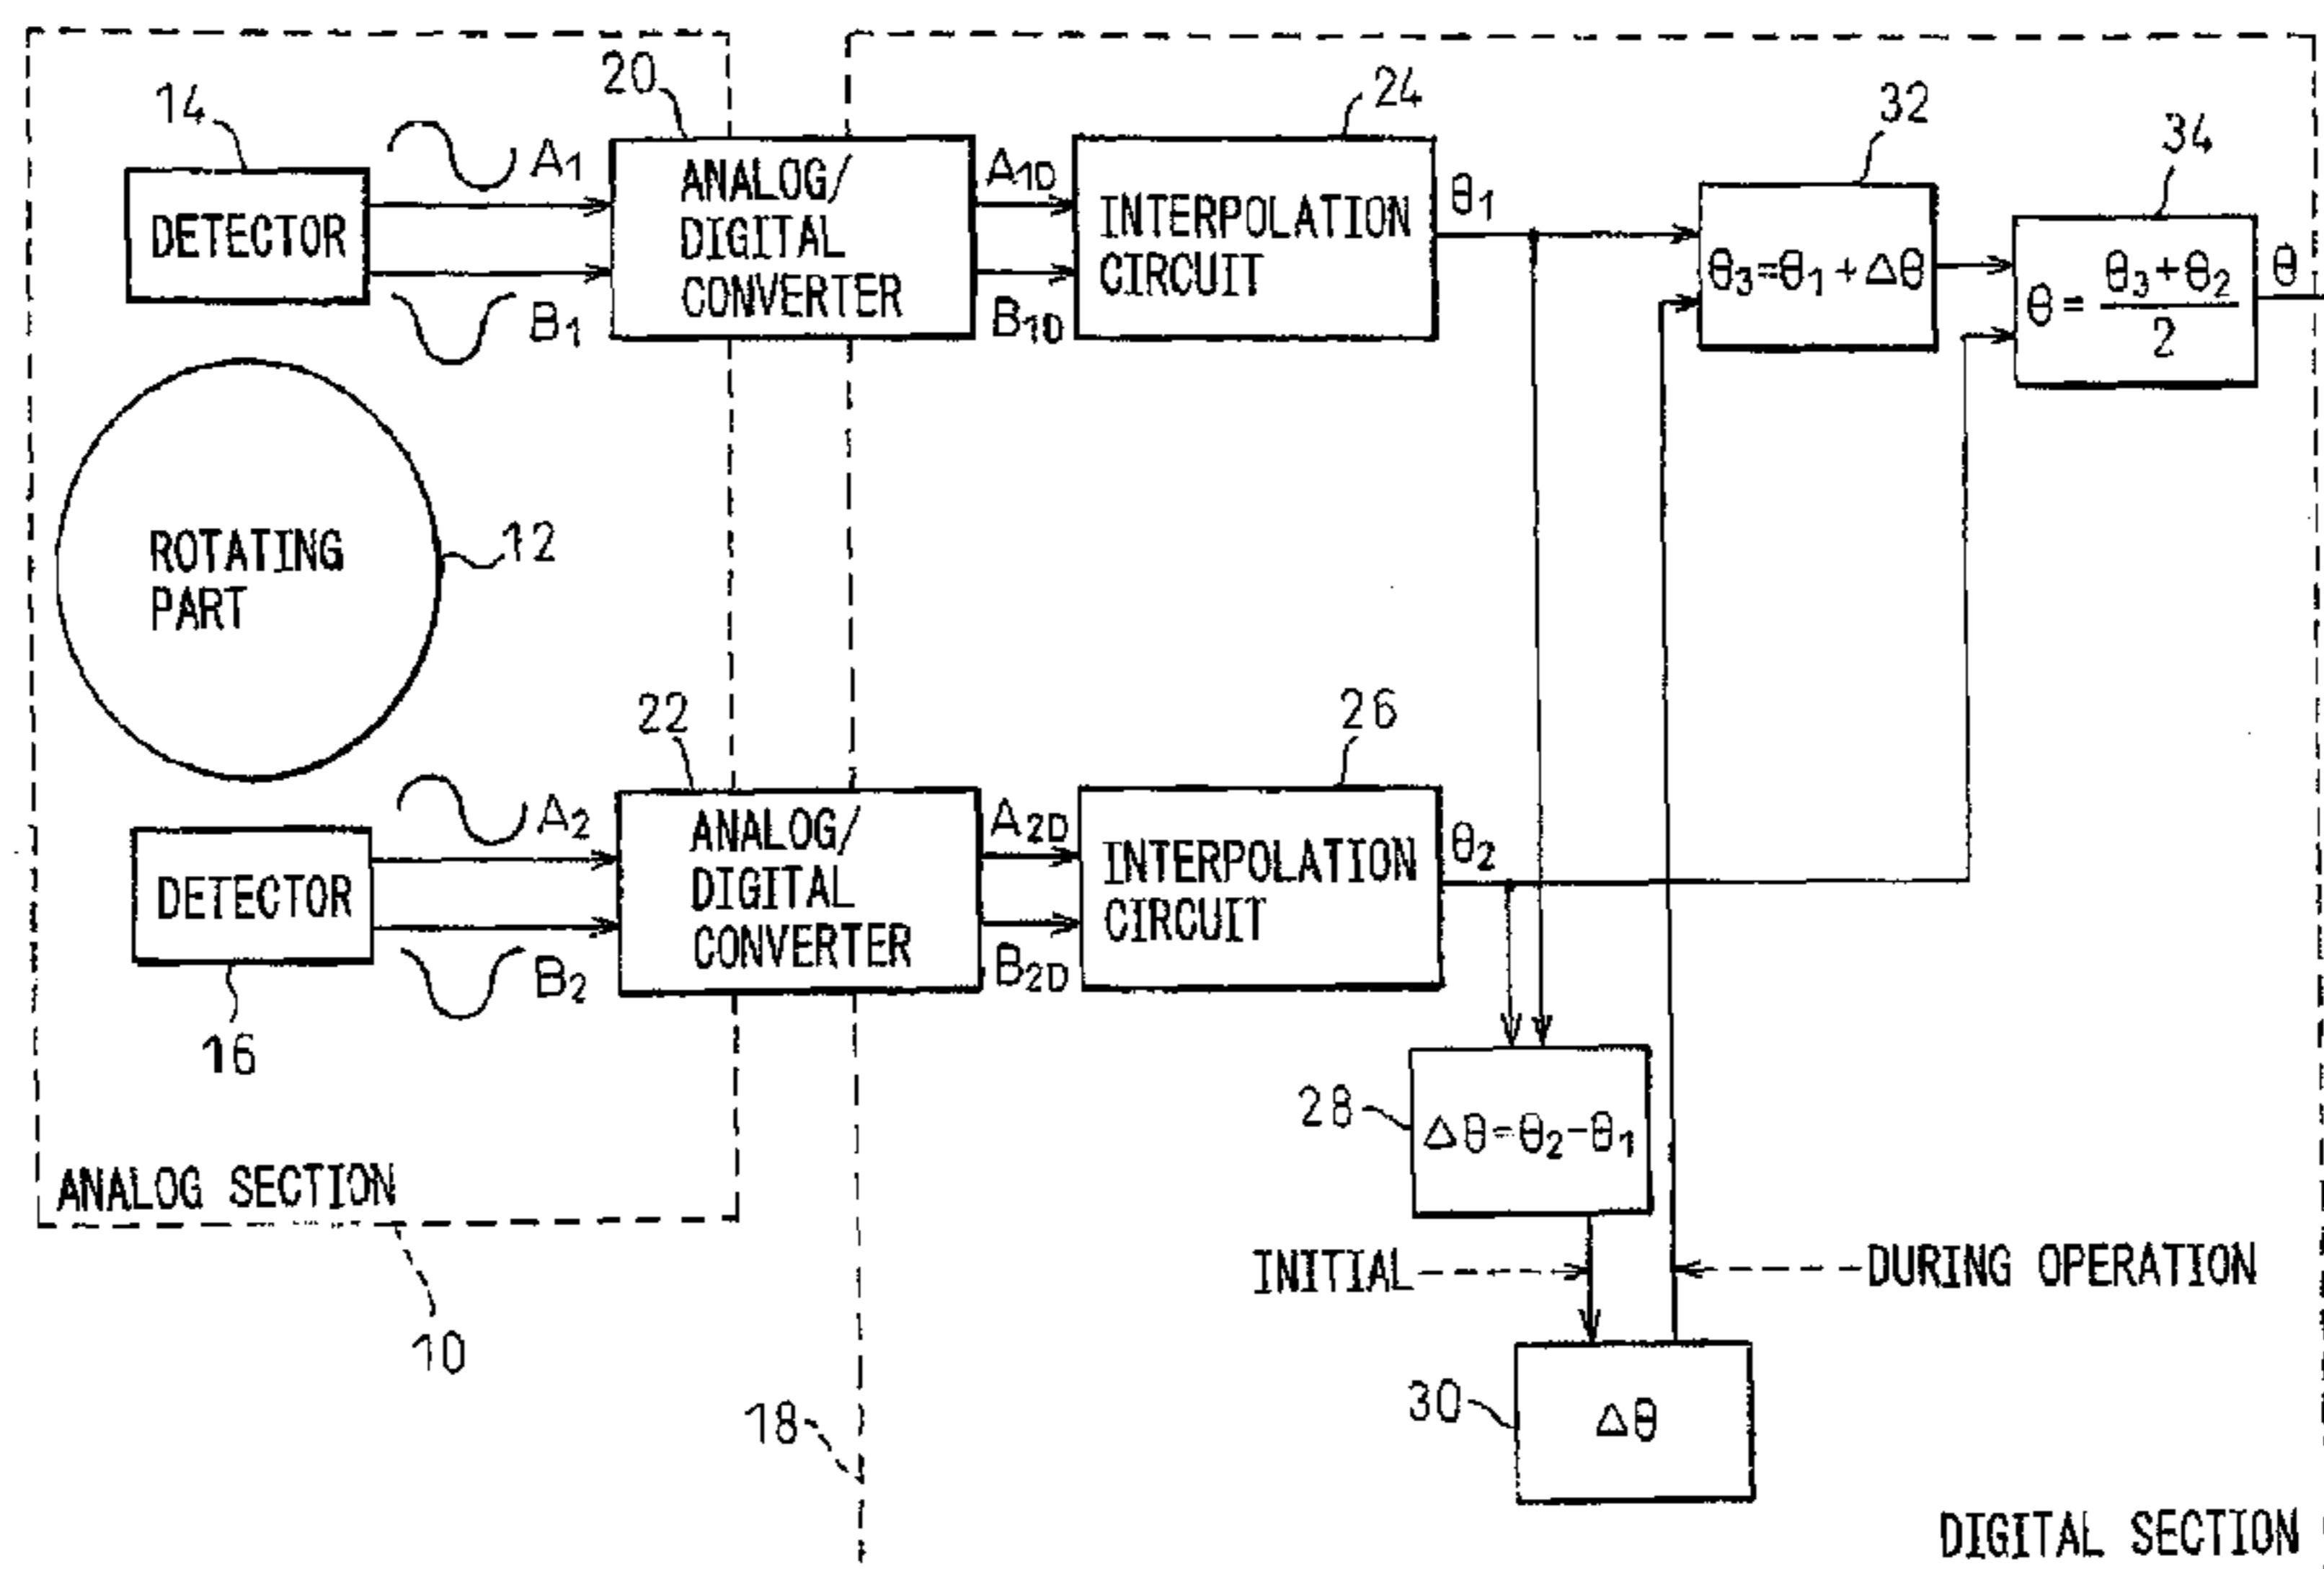 20
24
32
34
14
A1
ANALOG/
DIGITAL
CONVERTER
A1D
INTERPOLATION
CIRCUIT
θ1
DETECTOR
B1
B1D
θ3=θ1+Δθ
θ=(θ3+θ2)/2
θ
ROTATING
PART
12
22
26
A2
ANALOG/
DIGITAL
CONVERTER
A2D
INTERPOLATION
CIRCUIT
θ2
DETECTOR
B2
B2D
16
28
Δθ=θ2-θ1
ANALOG SECTION
INITIAL
DURING OPERATION
10
18
30
Δθ
DIGITAL SECTION